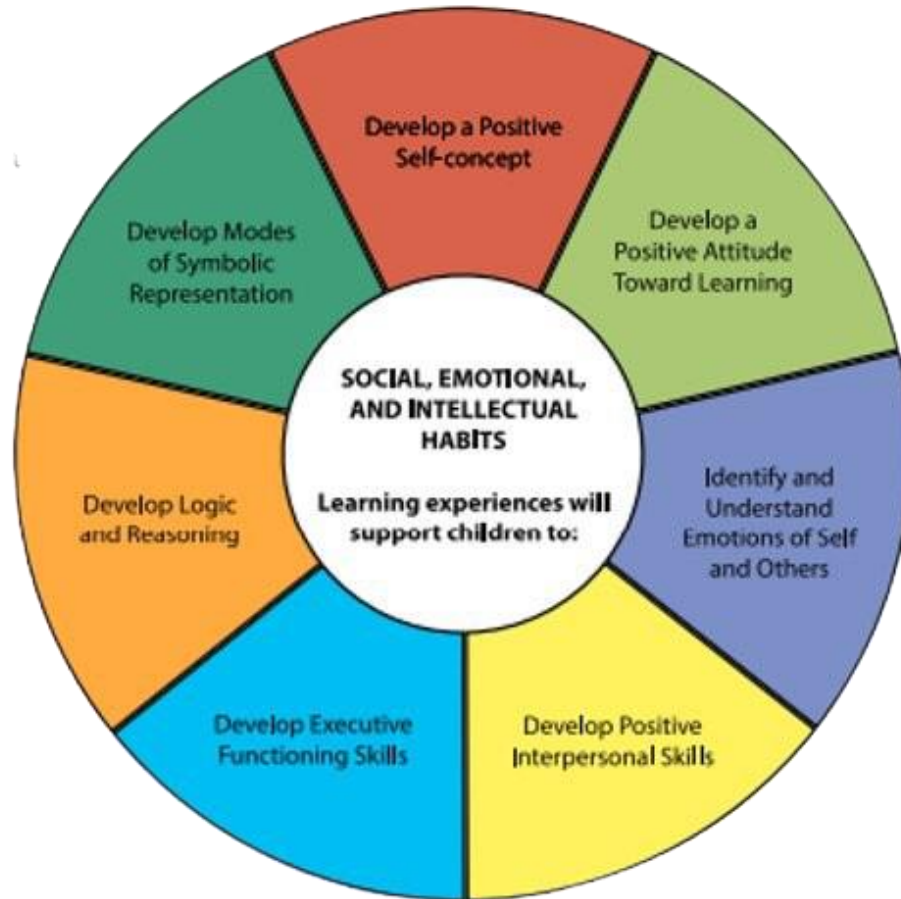 SOCIAL, EMOTIONAL,
AND INTELLECTUAL
HABITS
Learning experiences will
support children to:
Develop a Positive
Self-concept
Develop a
Positive Attitude
Toward Learning
Identify and
Understand
Emotions of Self
and Others
Develop Positive
Interpersonal Skills
Develop Executive
Functioning Skills
Develop Logic
and Reasoning
Develop Modes
of Symbolic
Representation